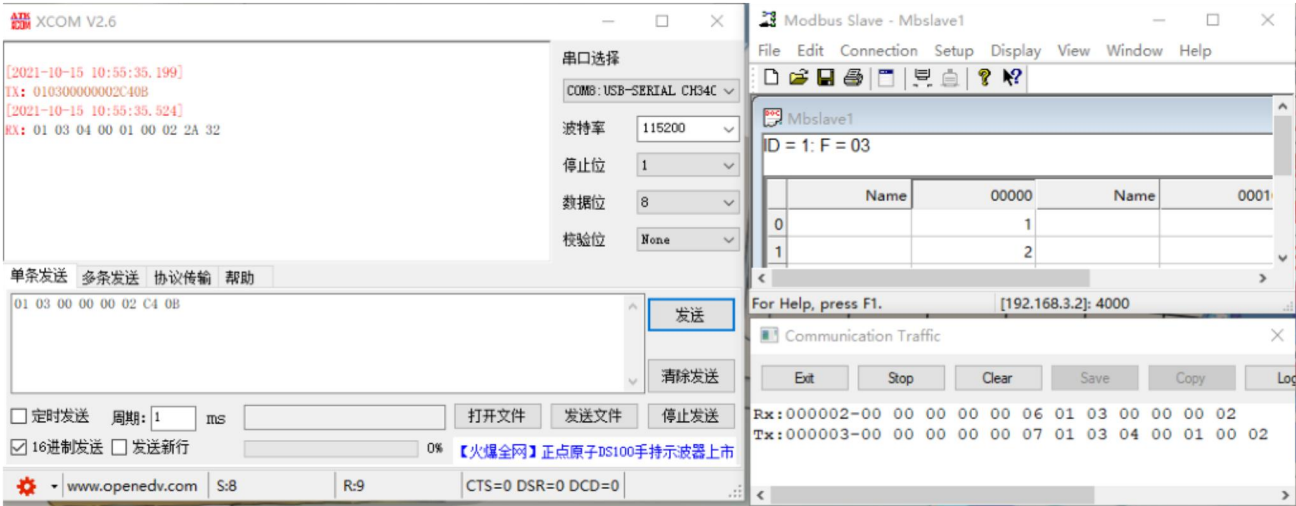 XCOM V2.6
[2021-10-15 10:55:35.199]
TX: 010300000002C40B
[2021-10-15 10:55:35.524]
RX: 01 03 04 00 01 00 02 2A 32
串口选择
COM8:USB-SERIAL CH34C
波特率 115200
停止位 1
数据位 8
校验位 None
单条发送 多条发送 协议传输 帮助
01 03 00 00 00 02 C4 0B
发送
清除发送
定时发送 周期: 1 ms 打开文件 发送文件 停止发送
16进制发送 发送新行 0% 【火爆全网】正点原子DS100手持示波器上市
www.openedv.com S:8 R:9 CTS=0 DSR=0 DCD=0
Modbus Slave - Mbslave1
File Edit Connection Setup Display View Window Help
Mbslave1
ID = 1: F = 03
Name 00000 Name 0001
0 1
1 2
For Help, press F1. [192.168.3.2]: 4000
Communication Traffic
Exit Stop Clear Save Copy Log
Rx:000002-00 00 00 00 00 06 01 03 00 00 00 02
Tx:000003-00 00 00 00 00 07 01 03 04 00 01 00 02